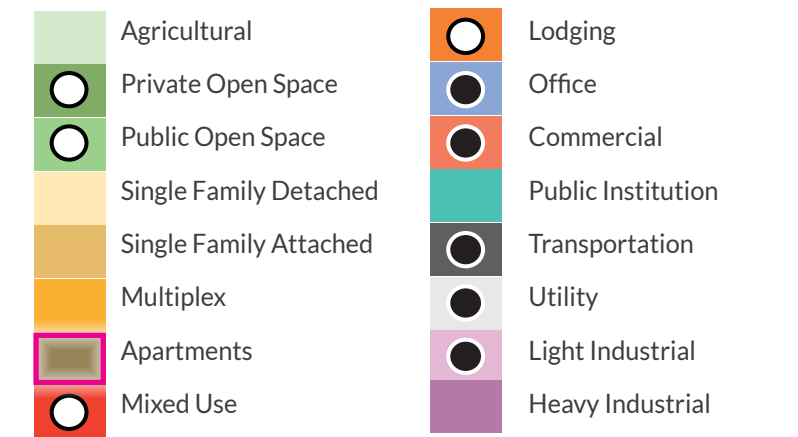 Agricultural
Private Open Space
Public Open Space
Single Family Detached
Single Family Attached
Multiplex
Apartments
Mixed Use
Lodging
Office
Commercial
Public Institution
Transportation
Utility
Light Industrial
Heavy Industrial